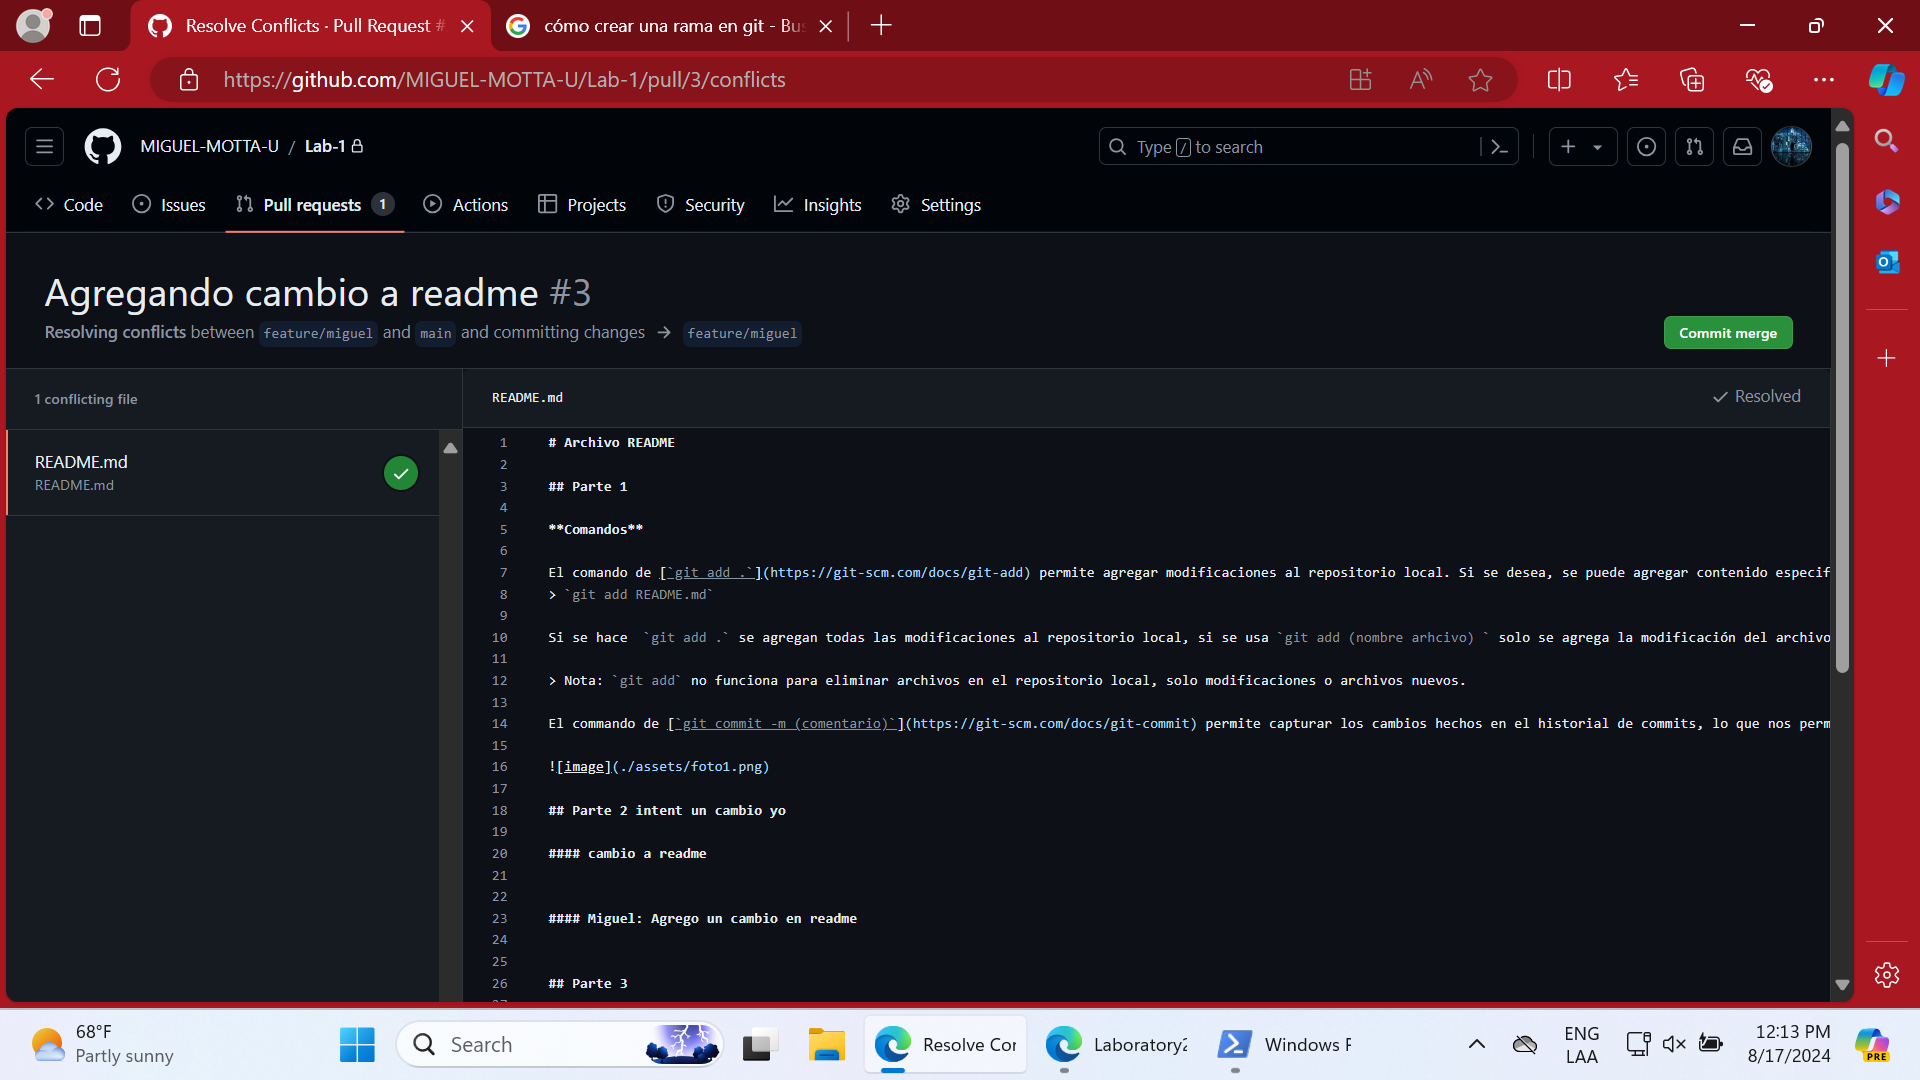 Resolve Conflicts · Pull Request #
cómo crear una rama en git - Bus
https://github.com/MIGUEL-MOTTA-U/Lab-1/pull/3/conflicts
MIGUEL-MOTTA-U / Lab-1
Type / to search
Code
Issues
Pull requests 1
Actions
Projects
Security
Insights
Settings
Agregando cambio a readme #3
Resolving conflicts between feature/miguel and main and committing changes → feature/miguel
Commit merge
1 conflicting file
README.md
Resolved
README.md
README.md
1 # Archivo README
2
3 ## Parte 1
4
5 **Comandos**
6
7 El comando de [`git add .`](https://git-scm.com/docs/git-add) permite agregar modificaciones al repositorio local. Si se desea, se puede agregar contenido especif
8 > `git add README.md`
9
10 Si se hace  `git add .` se agregan todas las modificaciones al repositorio local, si se usa `git add (nombre arhcivo) ` solo se agrega la modificación del archivo
11
12 > Nota: `git add` no funciona para eliminar archivos en el repositorio local, solo modificaciones o archivos nuevos.
13
14 El commando de [`git commit -m (comentario)`](https://git-scm.com/docs/git-commit) permite capturar los cambios hechos en el historial de commits, lo que nos perm
15
16 ![image](./assets/foto1.png)
17
18 ## Parte 2 intent un cambio yo
19
20 #### cambio a readme
21
22
23 #### Miguel: Agrego un cambio en readme
24
25
26 ## Parte 3
68°F
Partly sunny
Search
Resolve Cor
Laboratory2
Windows P
ENG
LAA
12:13 PM
8/17/2024
PRE